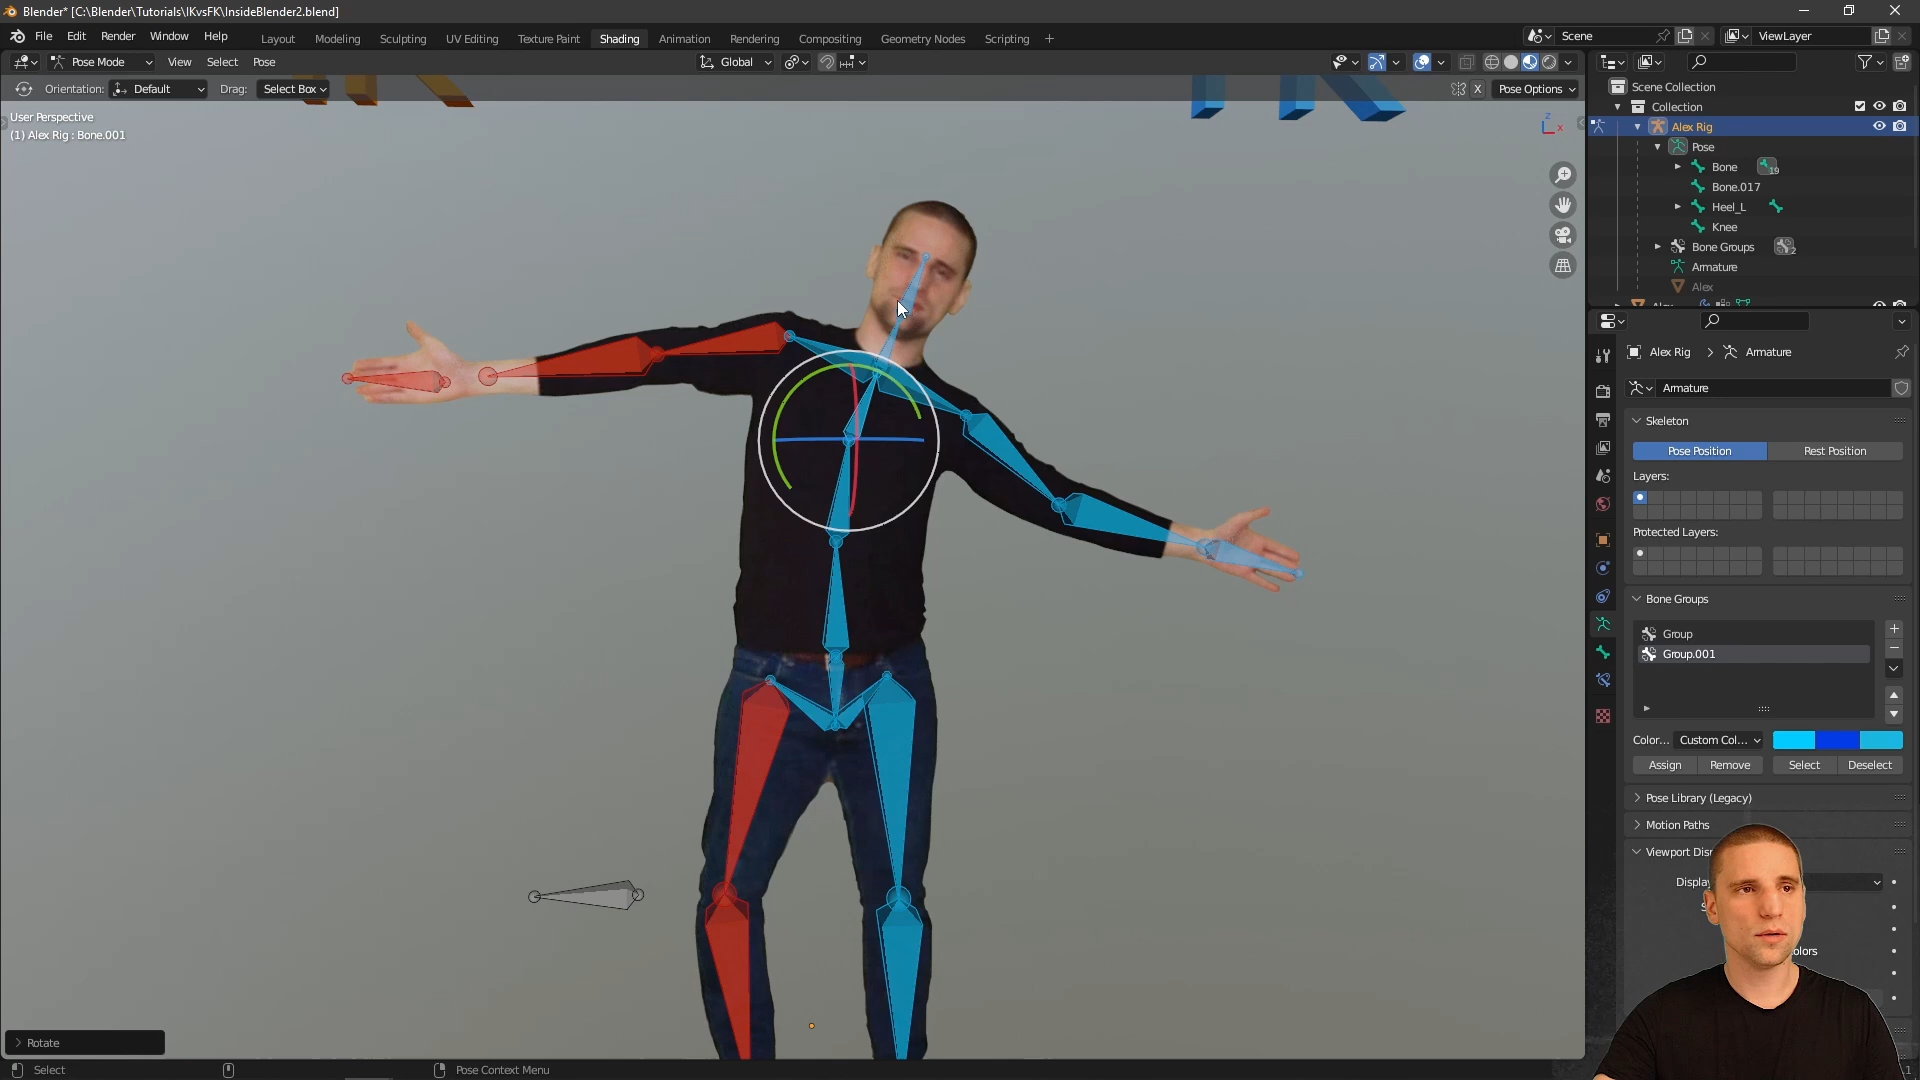 Blender* [C:\Blender\Tutorials\IKvsFK\InsideBlender2.blend]
File Edit Render Window Help
Layout Modeling Sculpting UV Editing Texture Paint Shading Animation Rendering Compositing Geometry Nodes Scripting +
Scene
ViewLayer
Pose Mode View Select Pose
Global
Orientation: Default Drag: Select Box
X Pose Options
User Perspective
(1) Alex Rig : Bone.001
Z
X
Scene Collection
Collection
Alex Rig
Pose
Bone 19
Bone.017
Heel_L
Knee
Bone Groups 2
Armature
Alex
Alex Rig > Armature
Armature
Skeleton
Pose Position Rest Position
Layers:
Protected Layers:
Bone Groups
Group
Group.001
Color... Custom Col...
Assign Remove Select Deselect
Pose Library (Legacy)
Motion Paths
Viewport Dis
Displa
S
olors
Rotate
Select
Pose Context Menu
1